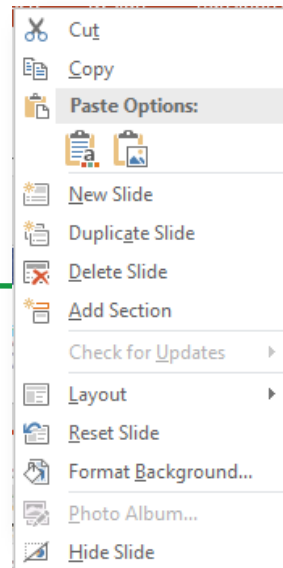 Cut
Copy
Paste Options:
a
New Slide
Duplicate Slide
Delete Slide
Add Section
Check for Updates
Layout
Reset Slide
Format Background...
Photo Album...
Hide Slide